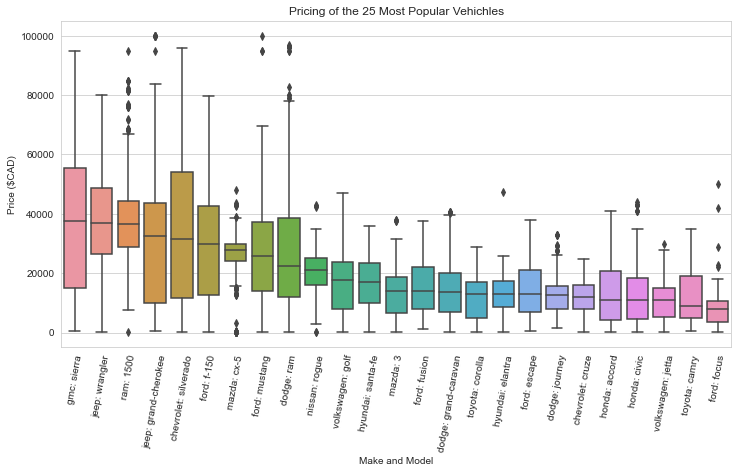 Pricing of the 25 Most Popular Vehichles
100000
80000
60000
40000
20000
0
Price ($CAD)
gmc: sierra
jeep: wrangler
ram: 1500
jeep: grand-cherokee
chevrolet: silverado
ford: f-150
mazda: cx-5
ford: mustang
dodge: ram
nissan: rogue
volkswagen: golf
hyundai: santa-fe
mazda: 3
ford: fusion
dodge: grand-caravan
toyota: corolla
hyundai: elantra
ford: escape
dodge: journey
chevrolet: cruze
honda: accord
honda: civic
volkswagen: jetta
toyota: camry
ford: focus
Make and Model